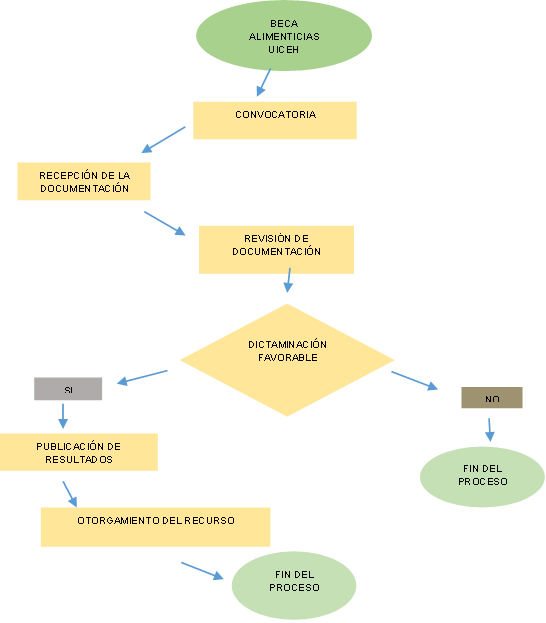 BECA
ALIMENTICIAS
UICEH
CONVOCATORIA
RECEPCIÓN DE LA
DOCUMENTACIÓN
REVISIÓN DE
DOCUMENTACIÓN
DICTAMINACIÓN
FAVORABLE
SI
NO
PUBLICACIÓN DE
RESULTADOS
FIN DEL
PROCESO
OTORGAMIENTO DEL RECURSO
FIN DEL
PROCESO